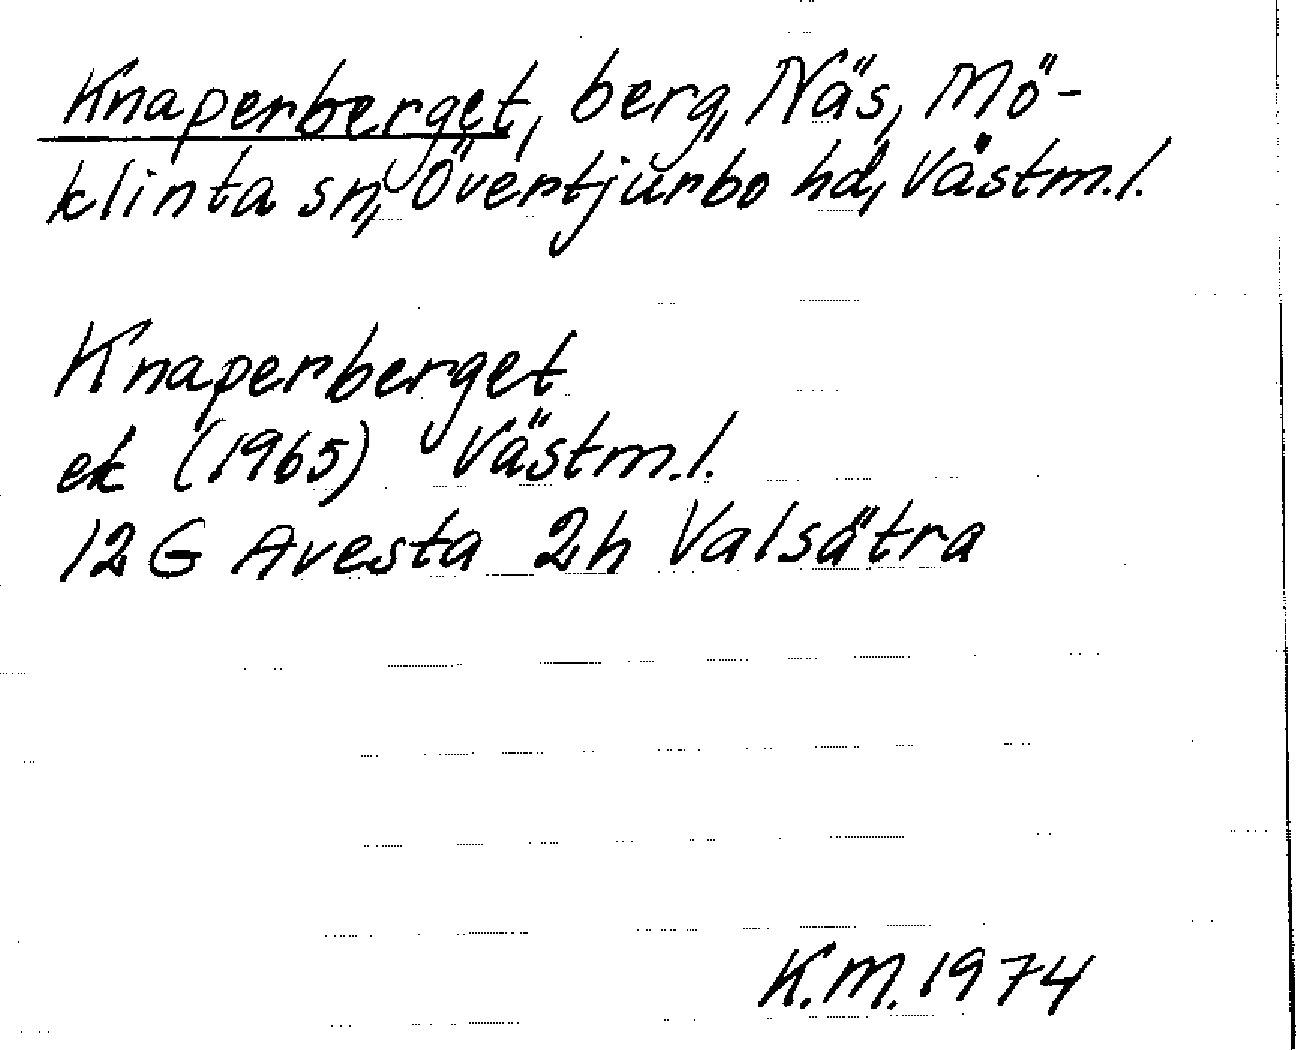 Knaperberget, berg, Näs, Mö-
klinta sn, Övertjurbo hd, Västm.l.
Knaperberget
ek (1965) Västm.l.
12G Avesta 2h Valsätra
K.M. 1974